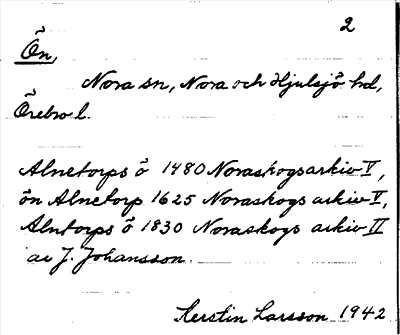 2
Ön,
Nora sn, Nora och Hjulsjö hd,
Örebro l.
Alnetorps ö 1480 Noraskogsarkiv V,
ön Alnetorp 1625 Noraskogs arkiv V,
Alntorps ö 1830 Noraskogs arkiv II
av J. Johansson.
Kerstin Larsson 1942